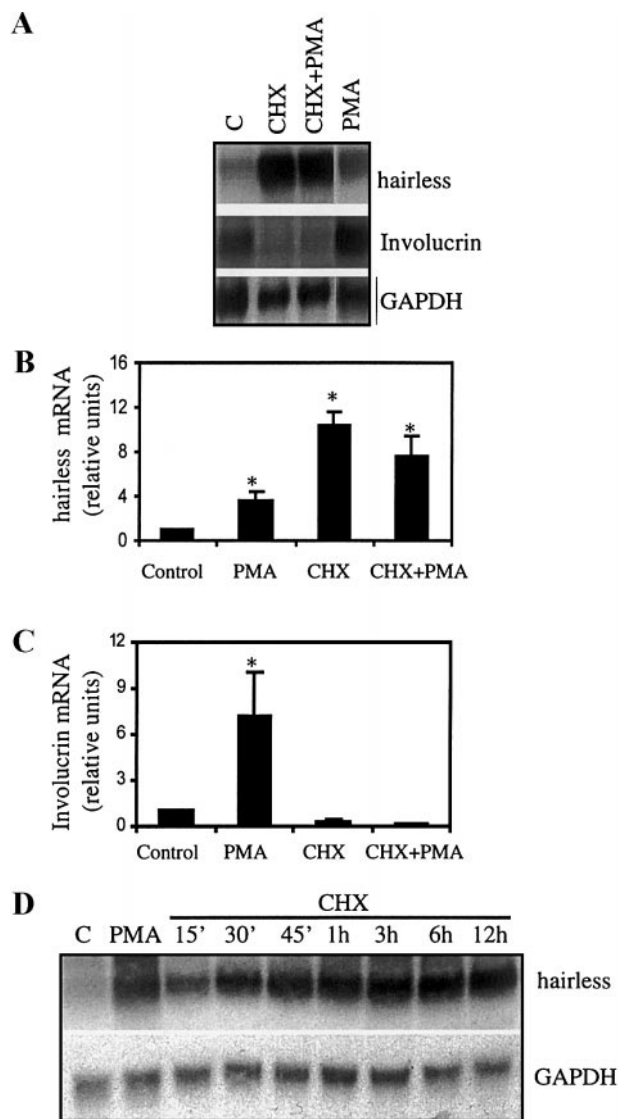 A
C CHX CHX+PMA PMA
hairless
Involucrin
GAPDH
B
hairless mRNA
(relative units)
16
12
8
4
0
* * *
Control PMA CHX CHX+PMA
C
Involucrin mRNA
(relative units)
12
9
6
3
0
*
Control PMA CHX CHX+PMA
D
CHX
C PMA 15’ 30’ 45’ 1h 3h 6h 12h
hairless
GAPDH